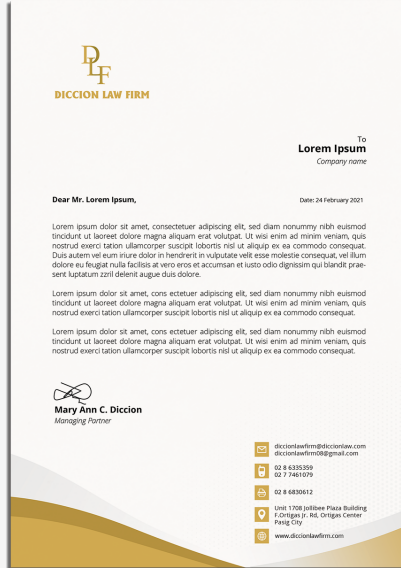 DLF
DICCION LAW FIRM
To
Lorem Ipsum
Company name
Dear Mr. Lorem Ipsum,
Date: 24 February 2021
Lorem ipsum dolor sit amet, consectetuer adipiscing elit, sed diam nonummy nibh euismod
tincidunt ut laoreet dolore magna aliquam erat volutpat. Ut wisi enim ad minim veniam, quis
nostrud exerci tation ullamcorper suscipit lobortis nisl ut aliquip ex ea commodo consequat.
Duis autem vel eum iriure dolor in hendrerit in vulputate velit esse molestie consequat, vel illum
dolore eu feugiat nulla facilisis at vero eros et accumsan et iusto odio dignissim qui blandit prae-
sent luptatum zzril delenit augue duis dolore.
Lorem ipsum dolor sit amet, cons ectetuer adipiscing elit, sed diam nonummy nibh euismod
tincidunt ut laoreet dolore magna aliquam erat volutpat. Ut wisi enim ad minim veniam, quis
nostrud exerci tation ullamcorper suscipit lobortis nisl ut aliquip ex ea commodo consequat.
Lorem ipsum dolor sit amet, cons ectetuer adipiscing elit, sed diam nonummy nibh euismod
tincidunt ut laoreet dolore magna aliquam erat volutpat. Ut wisi enim ad minim veniam, quis
nostrud exerci tation ullamcorper suscipit lobortis nisl ut aliquip ex ea commodo consequat.
Mary Ann C. Diccion
Managing Partner
diccionlawfirm@diccionlaw.com
diccionlawfirm08@gmail.com
02 8 6335359
02 7 7461079
02 8 6830612
Unit 1708 Jollibee Plaza Building
F.Ortigas Jr. Rd, Ortigas Center
Pasig City
www.diccionlawfirm.com